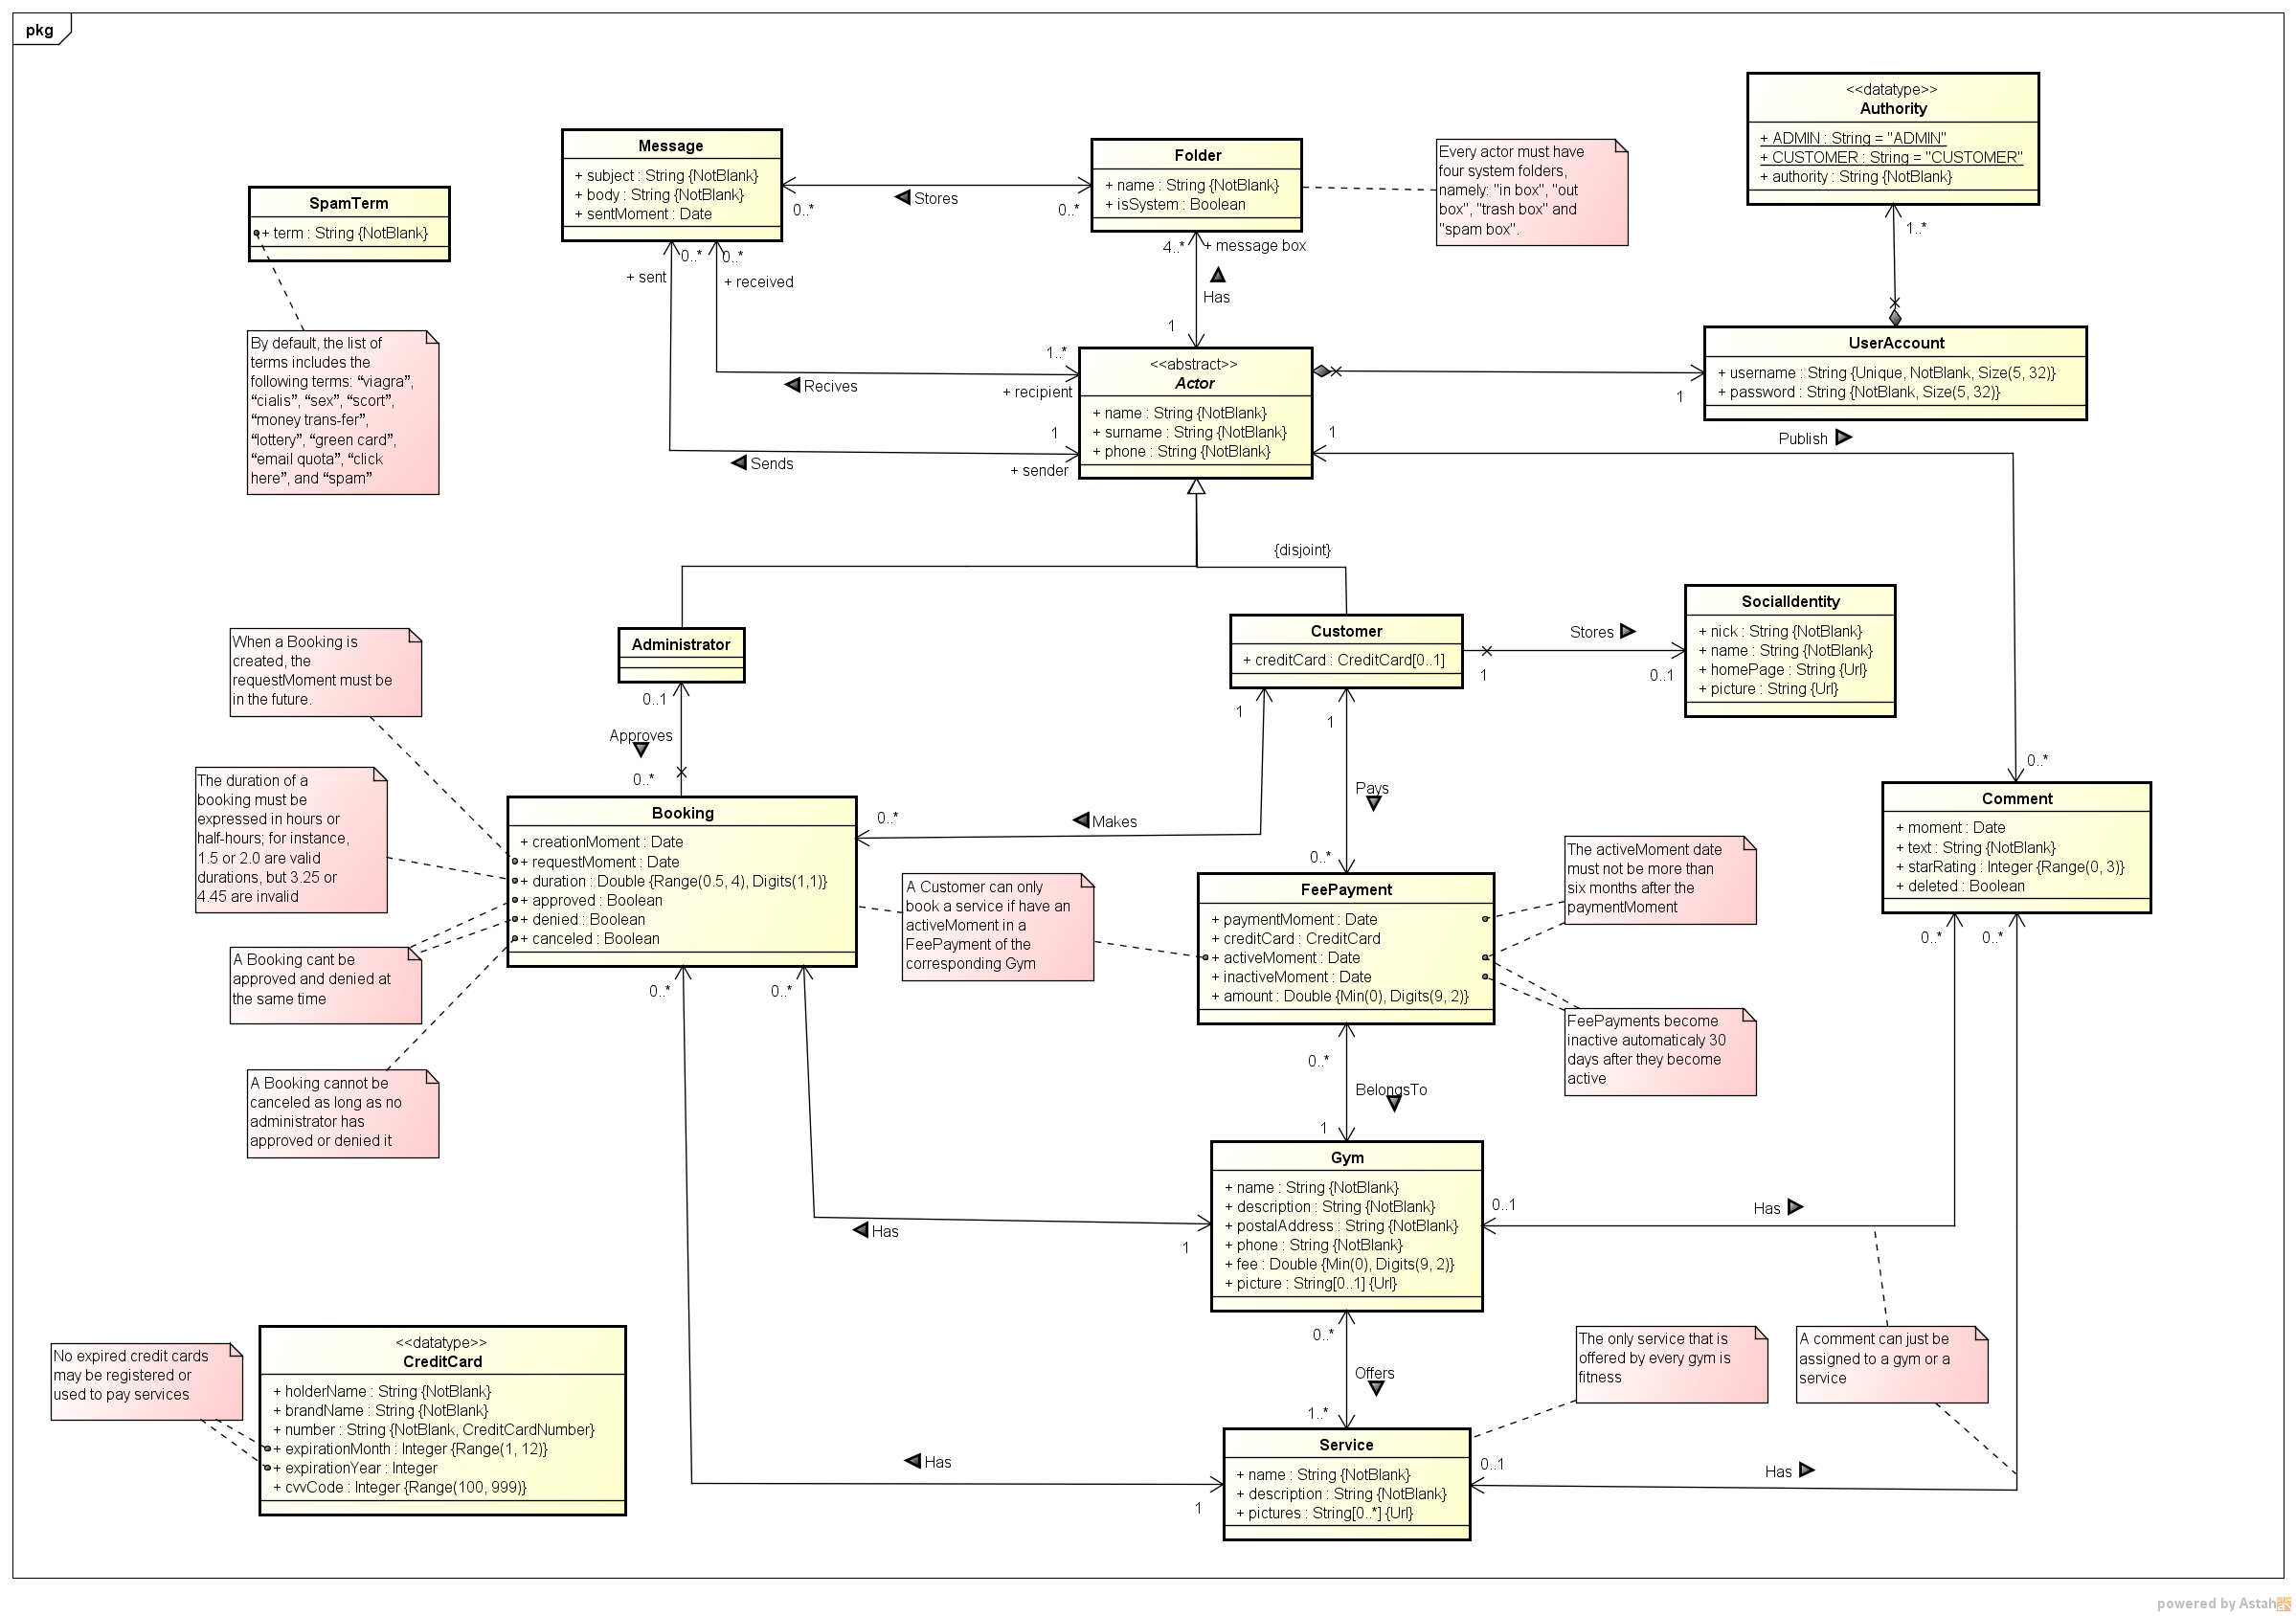 pkg
<<datatype>>
Authority
+ ADMIN : String = "ADMIN"
+ CUSTOMER : String = "CUSTOMER"
+ authority : String {NotBlank}
Message
+ subject : String {NotBlank}
+ body : String {NotBlank}
+ sentMoment : Date
Folder
+ name : String {NotBlank}
+ isSystem : Boolean
Every actor must have
four system folders,
namely: "in box", "out
box", "trash box" and
"spam box".
SpamTerm
+ term : String {NotBlank}
0..*
Stores
0..*
1..*
0..*
0..*
+ sent
+ received
4..*
+ message box
Has
1
By default, the list of
terms includes the
following terms: “viagra”,
“cialis”, “sex”, “scort”,
“money trans-fer”,
“lottery”, “green card”,
“email quota”, “click
here”, and “spam”
UserAccount
+ username : String {Unique, NotBlank, Size(5, 32)}
+ password : String {NotBlank, Size(5, 32)}
1..*
Recives
+ recipient
<<abstract>>
Actor
+ name : String {NotBlank}
+ surname : String {NotBlank}
+ phone : String {NotBlank}
1
1
Sends
+ sender
1
Publish
{disjoint}
When a Booking is
created, the
requestMoment must be
in the future.
Administrator
Customer
+ creditCard : CreditCard[0..1]
Stores
1
0..1
SocialIdentity
+ nick : String {NotBlank}
+ name : String {NotBlank}
+ homePage : String {Url}
+ picture : String {Url}
0..1
Approves
0..*
1
1
The duration of a
booking must be
expressed in hours or
half-hours; for instance,
1.5 or 2.0 are valid
durations, but 3.25 or
4.45 are invalid
Booking
+ creationMoment : Date
+ requestMoment : Date
+ duration : Double {Range(0.5, 4), Digits(1,1)}
+ approved : Boolean
+ denied : Boolean
+ canceled : Boolean
0..*
Makes
Pays
0..*
0..*
Comment
+ moment : Date
+ text : String {NotBlank}
+ starRating : Integer {Range(0, 3)}
+ deleted : Boolean
A Customer can only
book a service if have an
activeMoment in a
FeePayment of the
corresponding Gym
FeePayment
+ paymentMoment : Date
+ creditCard : CreditCard
+ activeMoment : Date
+ inactiveMoment : Date
+ amount : Double {Min(0), Digits(9, 2)}
The activeMoment date
must not be more than
six months after the
paymentMoment
A Booking cant be
approved and denied at
the same time
0..*
0..*
0..*
0..*
FeePayments become
inactive automaticaly 30
days after they become
active
A Booking cannot be
canceled as long as no
administrator has
approved or denied it
0..*
BelongsTo
1
Gym
+ name : String {NotBlank}
+ description : String {NotBlank}
+ postalAddress : String {NotBlank}
+ phone : String {NotBlank}
+ fee : Double {Min(0), Digits(9, 2)}
+ picture : String[0..1] {Url}
Has
1
0..1
Has
No expired credit cards
may be registered or
used to pay services
<<datatype>>
CreditCard
+ holderName : String {NotBlank}
+ brandName : String {NotBlank}
+ number : String {NotBlank, CreditCardNumber}
+ expirationMonth : Integer {Range(1, 12)}
+ expirationYear : Integer
+ cvvCode : Integer {Range(100, 999)}
0..*
Offers
1..*
The only service that is
offered by every gym is
fitness
A comment can just be
assigned to a gym or a
service
Has
1
Service
+ name : String {NotBlank}
+ description : String {NotBlank}
+ pictures : String[0..*] {Url}
0..1
Has
powered by Astah